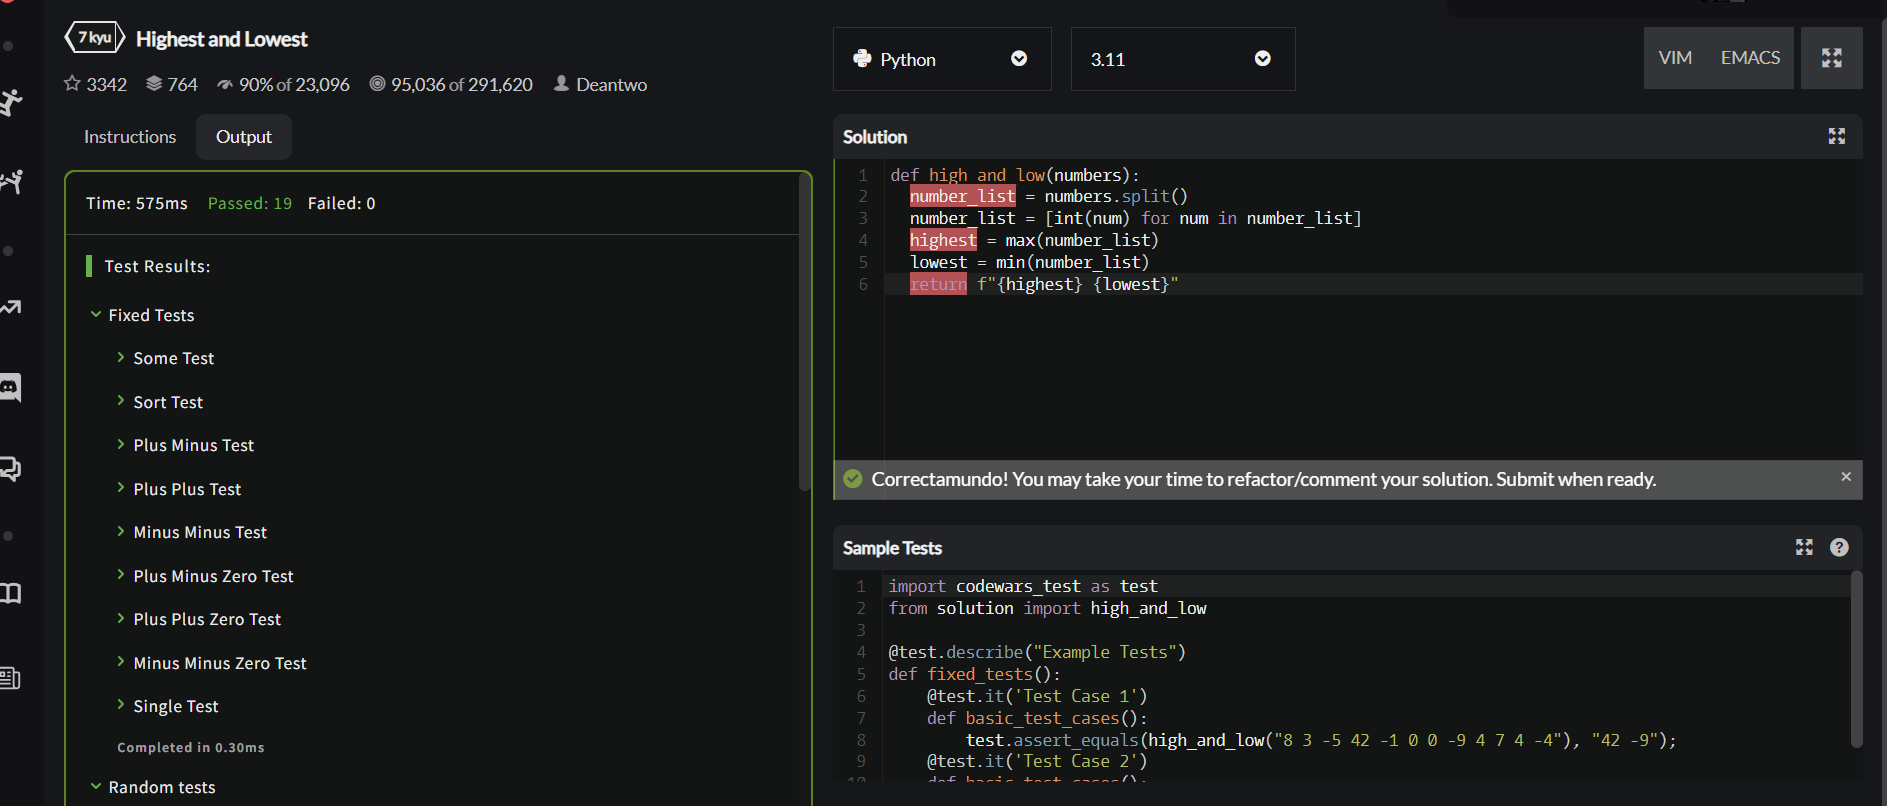 7 kyu Highest and Lowest
3342 764 90% of 23,096 95,036 of 291,620 Deantwo
Instructions Output
Time: 575ms Passed: 19 Failed: 0
Test Results:
Fixed Tests
Some Test
Sort Test
Plus Minus Test
Plus Plus Test
Minus Minus Test
Plus Minus Zero Test
Plus Plus Zero Test
Minus Minus Zero Test
Single Test
Completed in 0.30ms
Random tests
Python 3.11 VIM EMACS
Solution
1 def high_and_low(numbers):
2 number_list = numbers.split()
3 number_list = [int(num) for num in number_list]
4 highest = max(number_list)
5 lowest = min(number_list)
6 return f"{highest} {lowest}"
Correctamundo! You may take your time to refactor/comment your solution. Submit when ready. ×
Sample Tests ?
1 import codewars_test as test
2 from solution import high_and_low
3
4 @test.describe("Example Tests")
5 def fixed_tests():
6 @test.it('Test Case 1')
7 def basic_test_cases():
8 test.assert_equals(high_and_low("8 3 -5 42 -1 0 0 -9 4 7 4 -4"), "42 -9");
9 @test.it('Test Case 2')
10 def basic_test_cases():